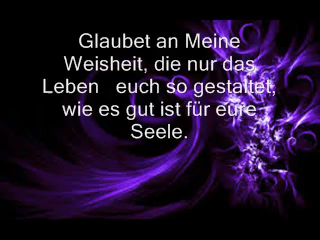 Glaubet an Meine
Weisheit, die nur das
Leben euch so gestaltet,
wie es gut ist für eure
Seele.